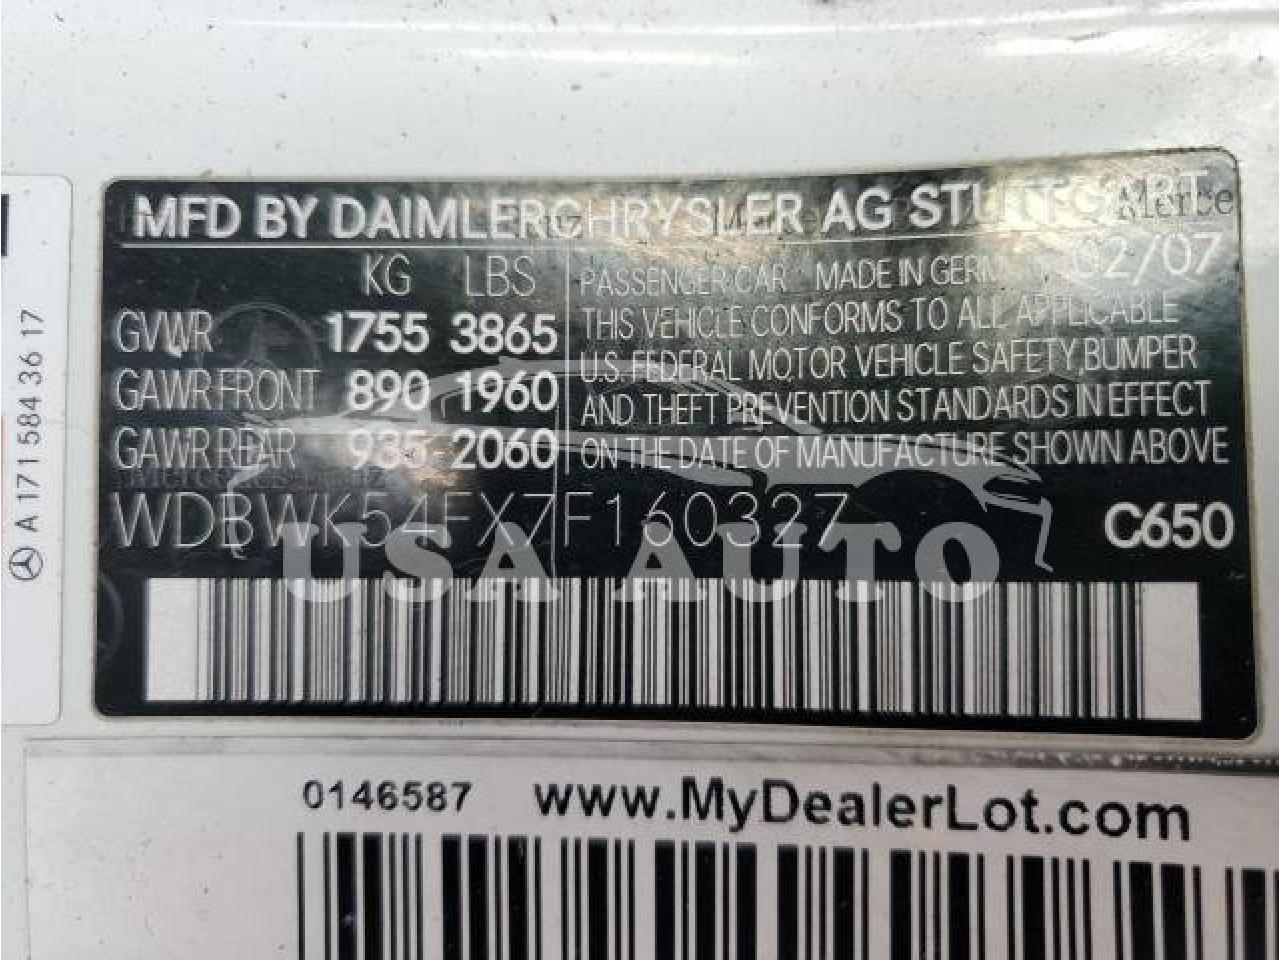 MFD BY DAIMLERCHRYSLER AG STUTTGART
Merce
KG LBS
02/07
GVWR 1755 3865
GAWR FRONT 890 1960
GAWR REAR 935 2060
PASSENGER CAR MADE IN GERM
THIS VEHICLE CONFORMS TO ALL APPLICABLE
U.S. FEDERAL MOTOR VEHICLE SAFETY,BUMPER
AND THEFT PREVENTION STANDARDS IN EFFECT
ON THE DATE OF MANUFACTURE SHOWN ABOVE
WDBWK54FX7F160327
C650
USA AUTO
A 171 584 36 17
0146587 www.MyDealerLot.com